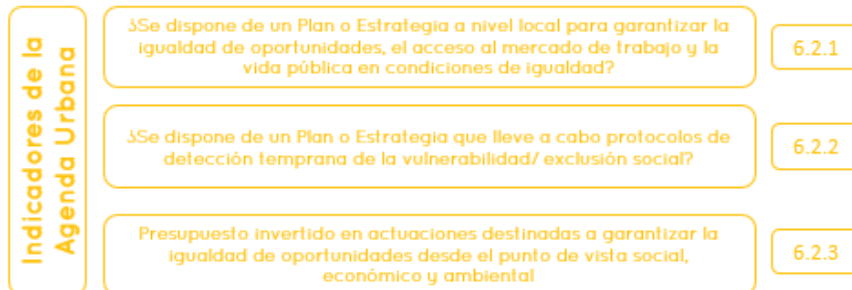 Indicadores de la
Agenda Urbana
¿Se dispone de un Plan o Estrategia a nivel local para garantizar la
igualdad de oportunidades, el acceso al mercado de trabajo y la
vida pública en condiciones de igualdad?
6.2.1
¿Se dispone de un Plan o Estrategia que lleve a cabo protocolos de
detección temprana de la vulnerabilidad/ exclusión social?
6.2.2
Presupuesto invertido en actuaciones destinadas a garantizar la
igualdad de oportunidades desde el punto de vista social,
económico y ambiental
6.2.3